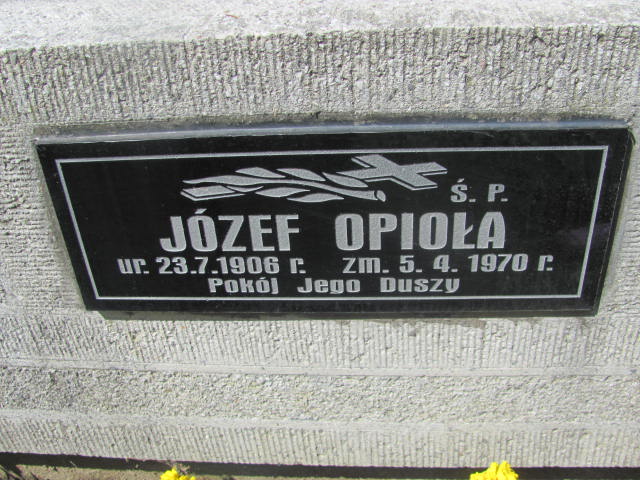 Ś. P.
JÓZEF OPIOŁA
ur. 23.7.1906 r. zm. 5. 4. 1970 r.
Pokój Jego Duszy